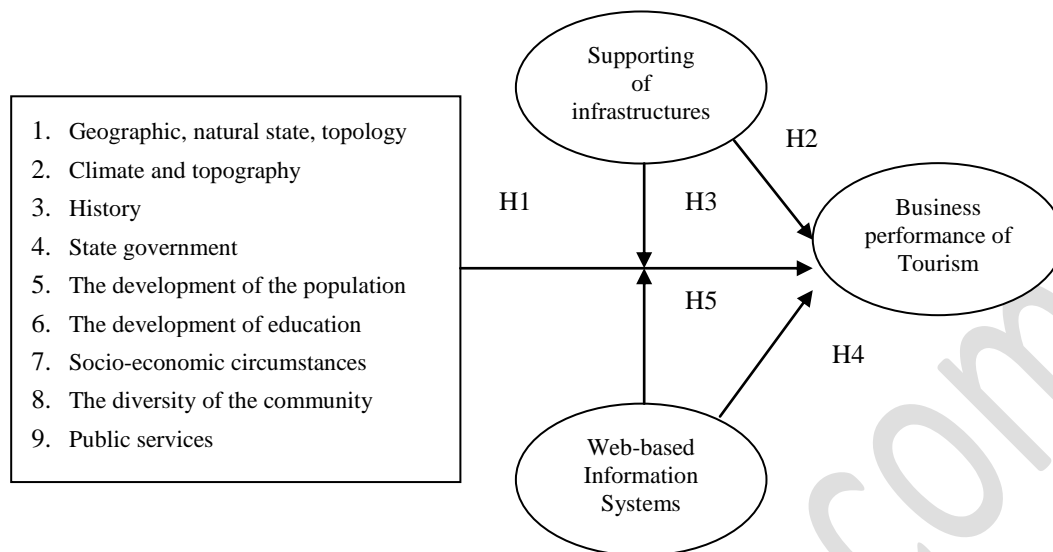 1. Geographic, natural state, topology
2. Climate and topography
3. History
4. State government
5. The development of the population
6. The development of education
7. Socio-economic circumstances
8. The diversity of the community
9. Public services
H1
Supporting
of
infrastructures
H2
H3
Business
performance of
Tourism
H5
H4
Web-based
Information
Systems
com